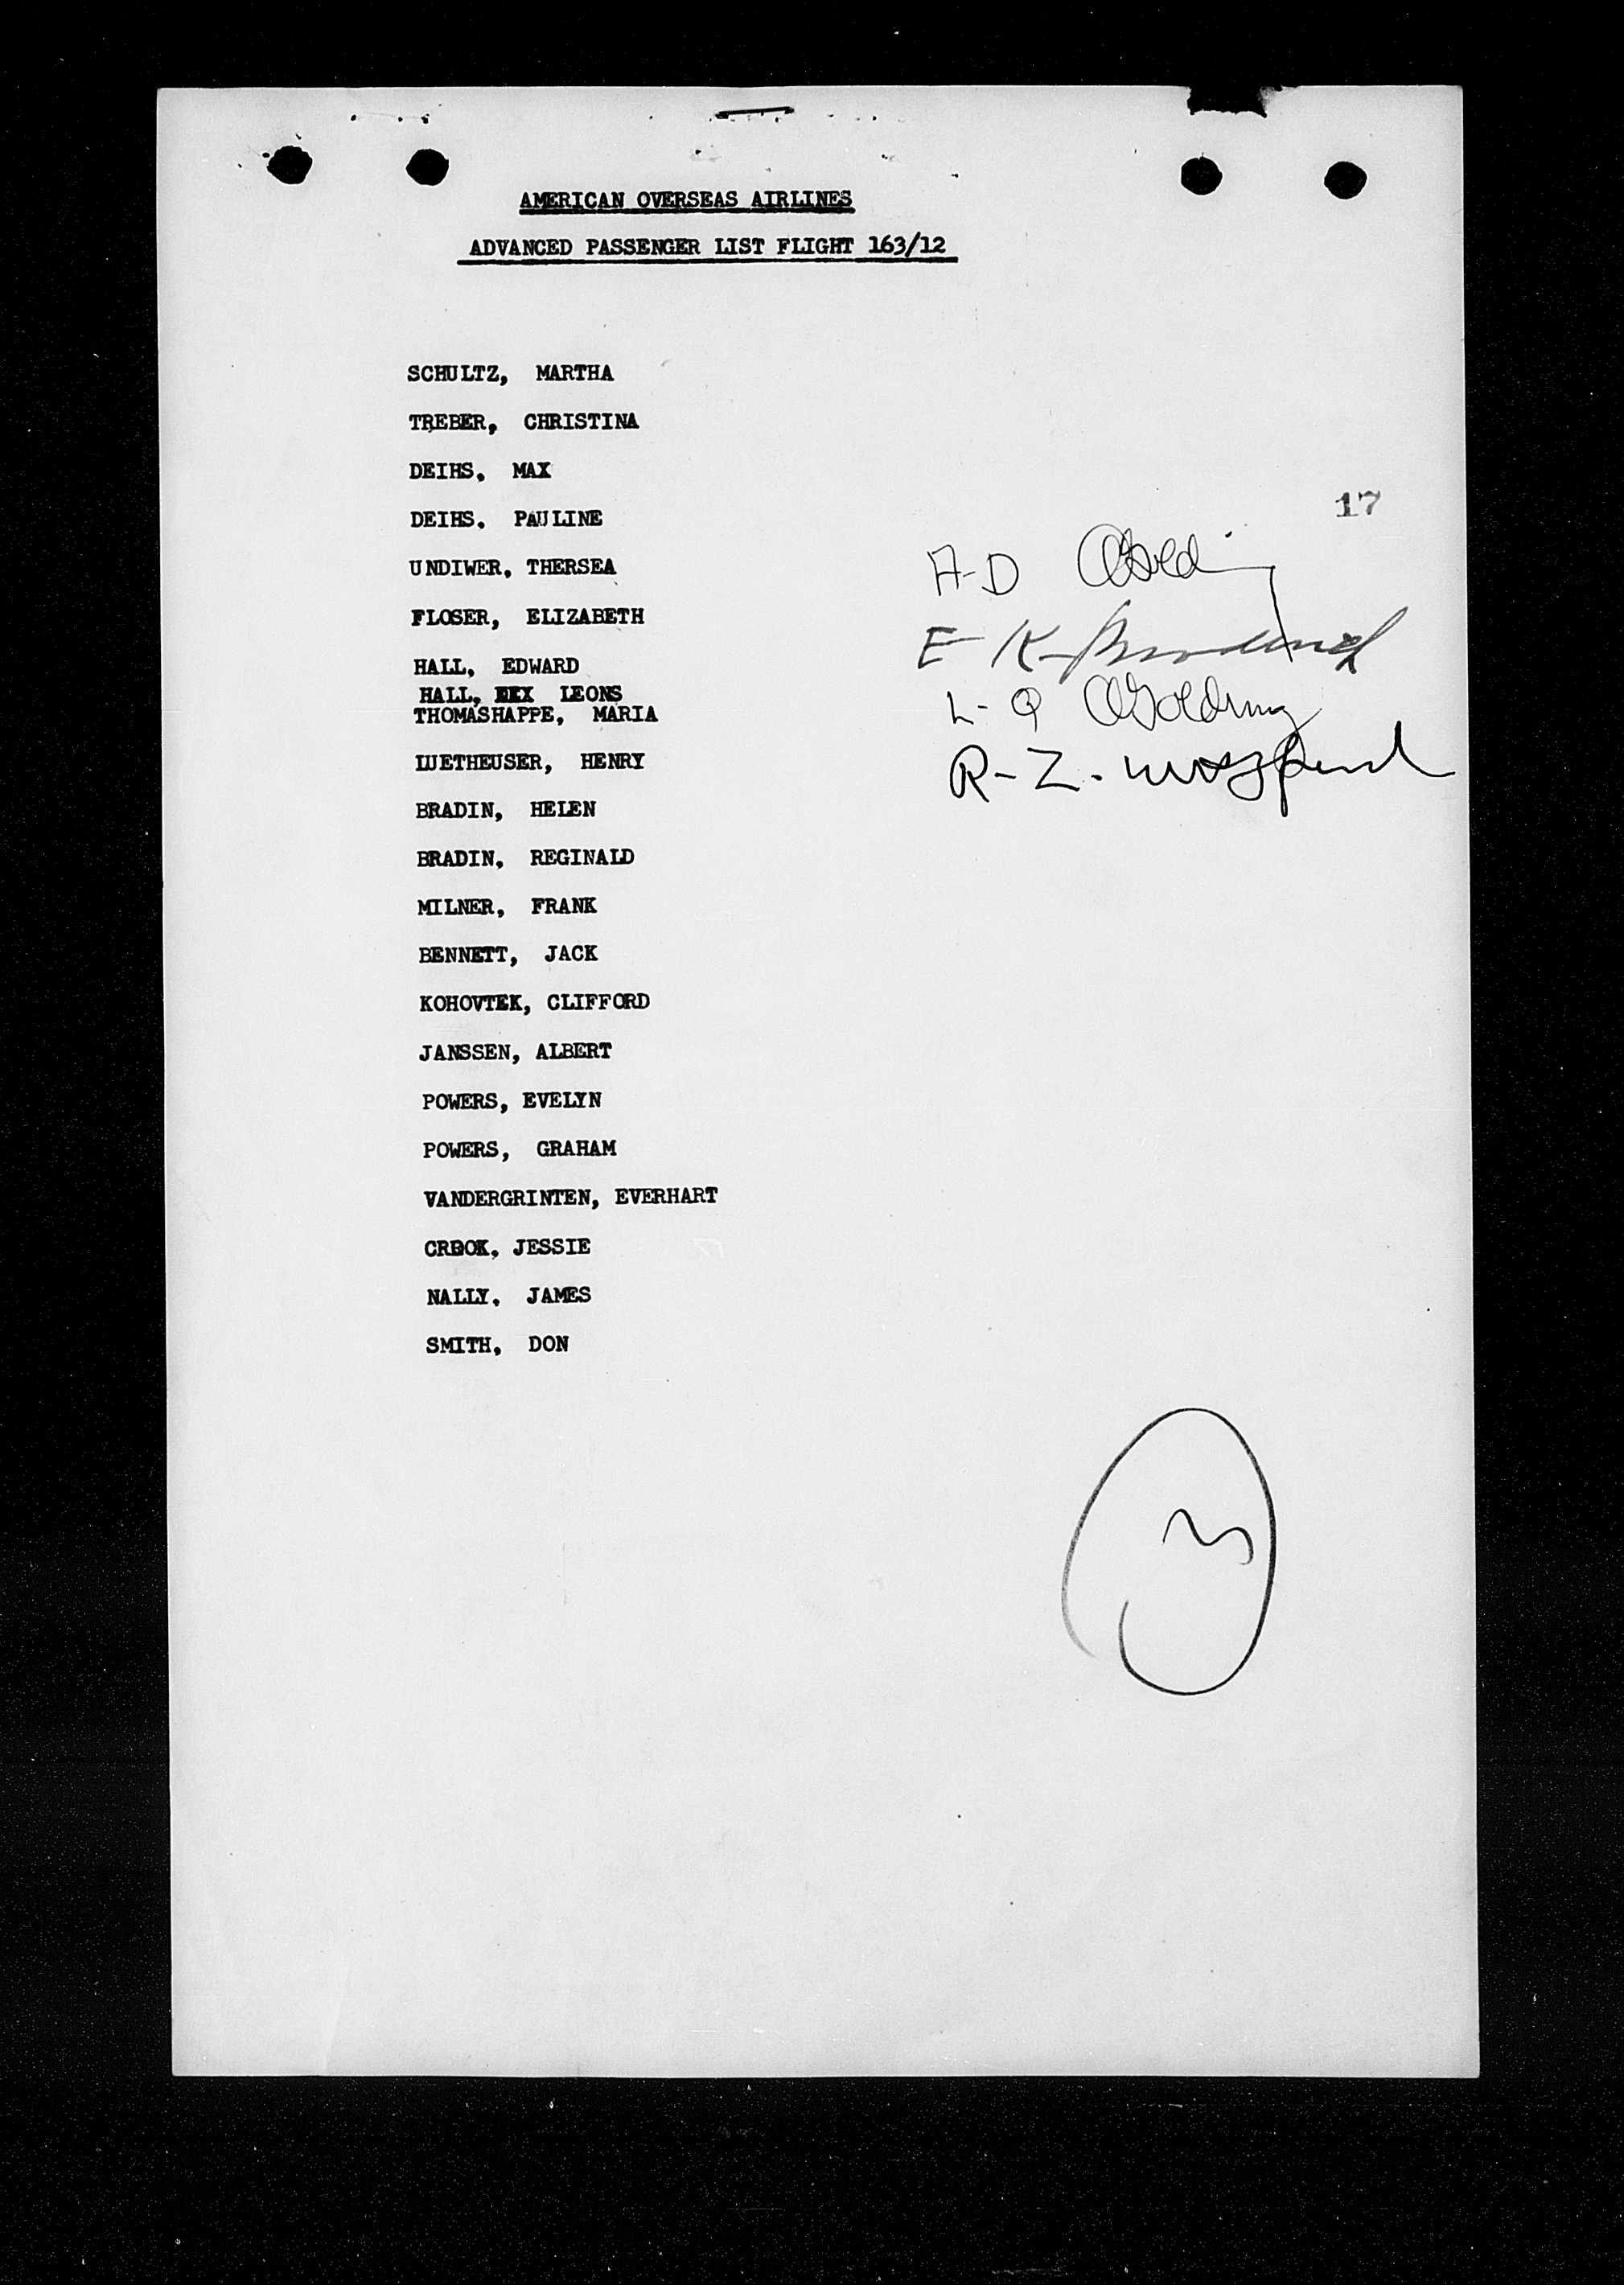 AMERICAN OVERSEAS AIRLINES
ADVANCED PASSENGER LIST FLIGHT 163/12
SCHULTZ, MARTHA
TREBER, CHRISTINA
DEIHS, MAX
DEIHS. PAULINE
17
UNDIWER, THERSEA
A-D
FLOSER, ELIZABETH
E-K-
HALL, EDWARD
HALL, LEONS
L-Q AGolding
THOMASHAPPE, MARIA
LUETHEUSER, HENRY
R-Z.
BRADIN, HELEN
BRADIN, REGINALD
MILNER, FRANK
BENNETT, JACK
KOHOVTEK, CLIFFORD
JANSSEN, ALBERT
POWERS, EVELYN
POWERS, GRAHAM
VANDERGRINTEN, EVERHART
CROOK, JESSIE
NALLY, JAMES
SMITH, DON